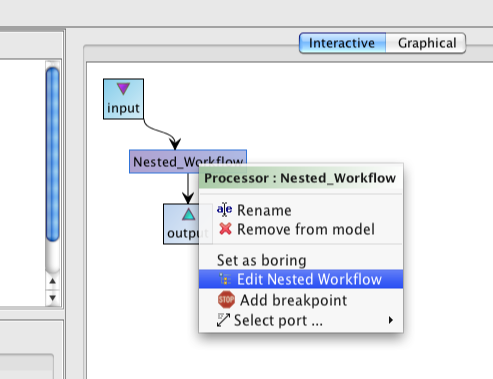 Interactive Graphical
input
Nested_Workflow
Processor : Nested_Workflow
output
Rename
Remove from model
Set as boring
Edit Nested Workflow
STOP Add breakpoint
Select port ...